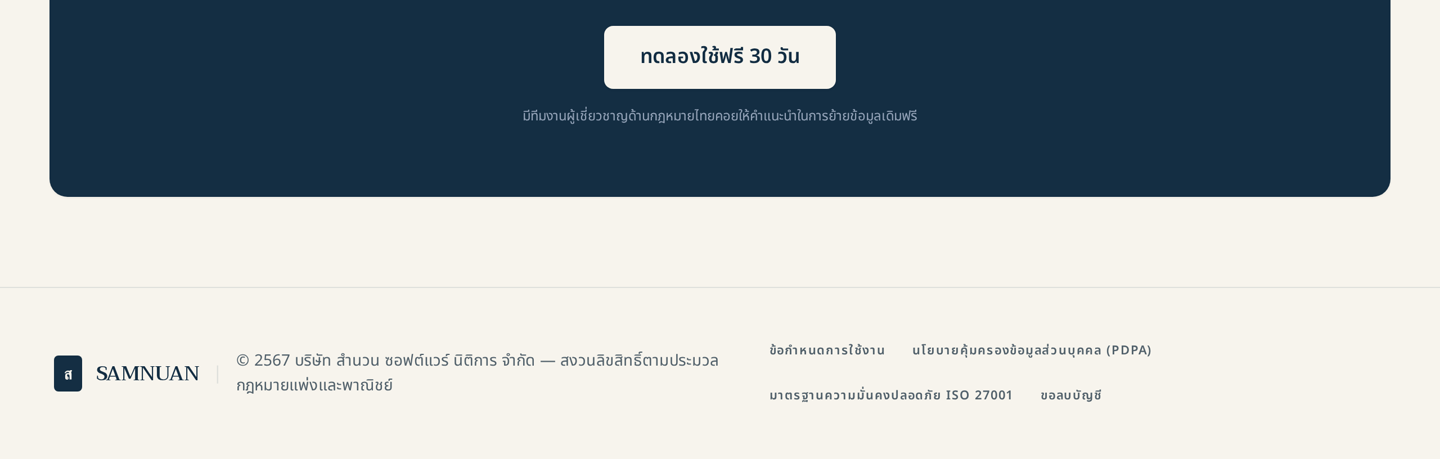 ทดลองใช้ฟรี 30 วัน
มีทีมงานผู้เชี่ยวชาญด้านกฎหมายไทยคอยให้คำแนะนำในการย้ายข้อมูลเดิมฟรี
ส SAMNUAN
© 2567 บริษัท สำนวน ซอฟต์แวร์ นิติการ จำกัด — สงวนลิขสิทธิ์ตามประมวล
กฎหมายแพ่งและพาณิชย์
ข้อกำหนดการใช้งาน นโยบายคุ้มครองข้อมูลส่วนบุคคล (PDPA)
มาตรฐานความมั่นคงปลอดภัย ISO 27001 ขอลบบัญชี